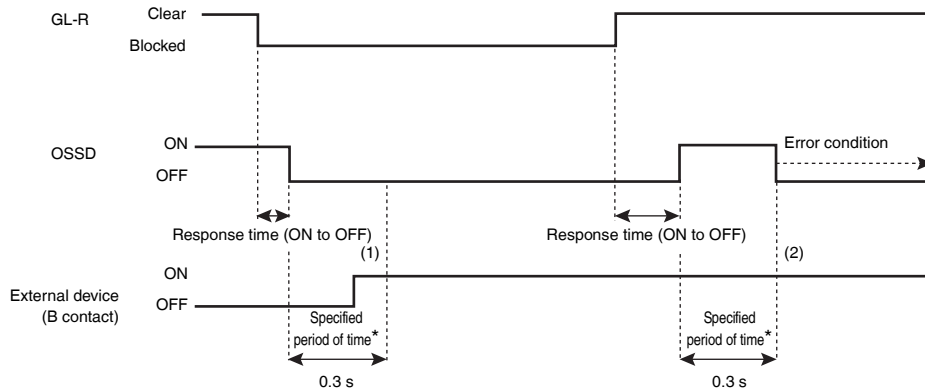 GL-R
Clear
Blocked
OSSD
ON
OFF
Error condition
Response time (ON to OFF)
Response time (ON to OFF)
(1)
(2)
External device
(B contact)
ON
OFF
Specified
period of time*
0.3 s
Specified
period of time*
0.3 s